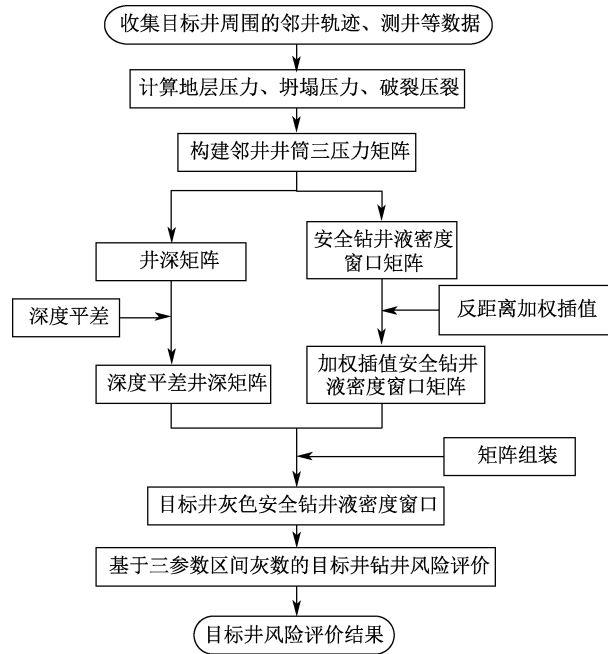 收集目标井周围的邻井轨迹、测井等数据
计算地层压力、坍塌压力、破裂压裂
构建邻井井筒三压力矩阵
井深矩阵
安全钻井液密度
窗口矩阵
深度平差
反距离加权插值
深度平差井深矩阵
加权插值安全钻井
液密度窗口矩阵
矩阵组装
目标井灰色安全钻井液密度窗口
基于三参数区间灰数的目标井钻井风险评价
目标井风险评价结果